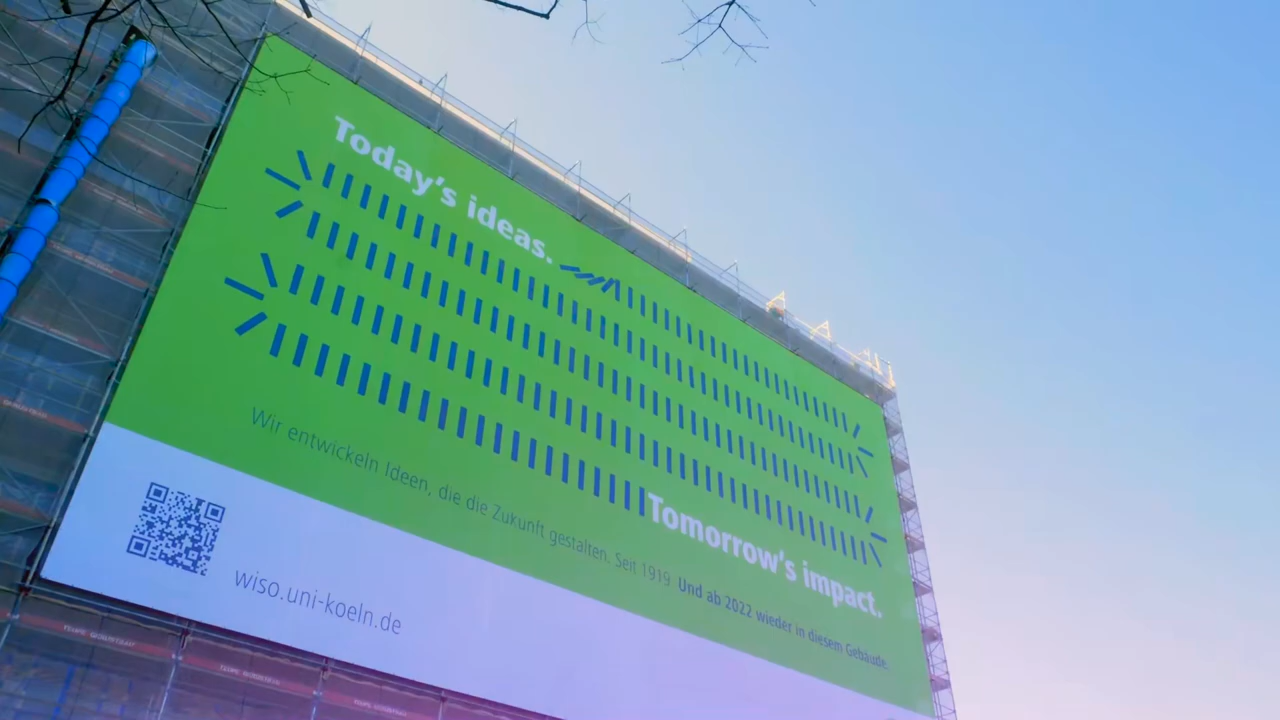 Today's ideas.
Tomorrow's impact.
Wir entwickeln Ideen, die die Zukunft gestalten. Seit 1919 Und ab 2022 wieder in diesem Gebäude.
wiso.uni-koeln.de